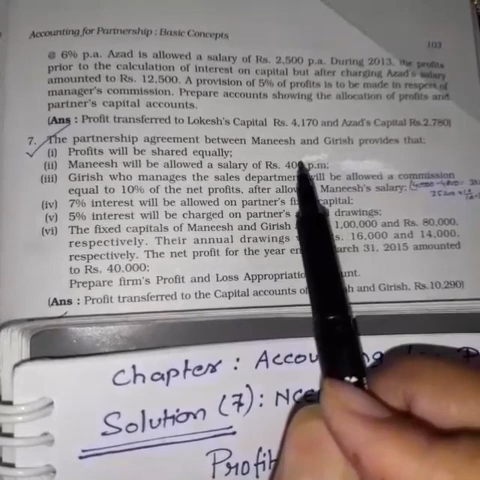 Accounting for Partnership : Basic Concepts
103
@ 6% p.a. Azad is allowed a salary of Rs. 2,500 p.a. During 2013, the profits
prior to the calculation of interest on capital but after charging Azad's salary
amounted to Rs. 12,500. A provision of 5% of profits is to be made in respect of
manager's commission. Prepare accounts showing the allocation of profits and
partner's capital accounts.
(Ans : Profit transferred to Lokesh's Capital Rs. 4,170 and Azad's Capital Rs.2,780)
7. The partnership agreement between Maneesh and Girish provides that:
(i) Profits will be shared equally;
(ii) Maneesh will be allowed a salary of Rs. 400 p.m;
(iii) Girish who manages the sales department will be allowed a commission
equal to 10% of the net profits, after allow Maneesh's salary;
(iv) 7% interest will be allowed on partner's fi capital;
(v) 5% interest will be charged on partner's drawings;
(vi) The fixed capitals of Maneesh and Girish 1,00,000 and Rs. 80,000,
respectively. Their annual drawings s. 16,000 and 14,000,
respectively. The net profit for the year en arch 31, 2015 amounted
to Rs. 40,000;
Prepare firm's Profit and Loss Appropriatio unt.
(Ans : Profit transferred to the Capital accounts of h and Girish, Rs.10,290)
Chapter : Accou
Solution (7) : Nce
Profi